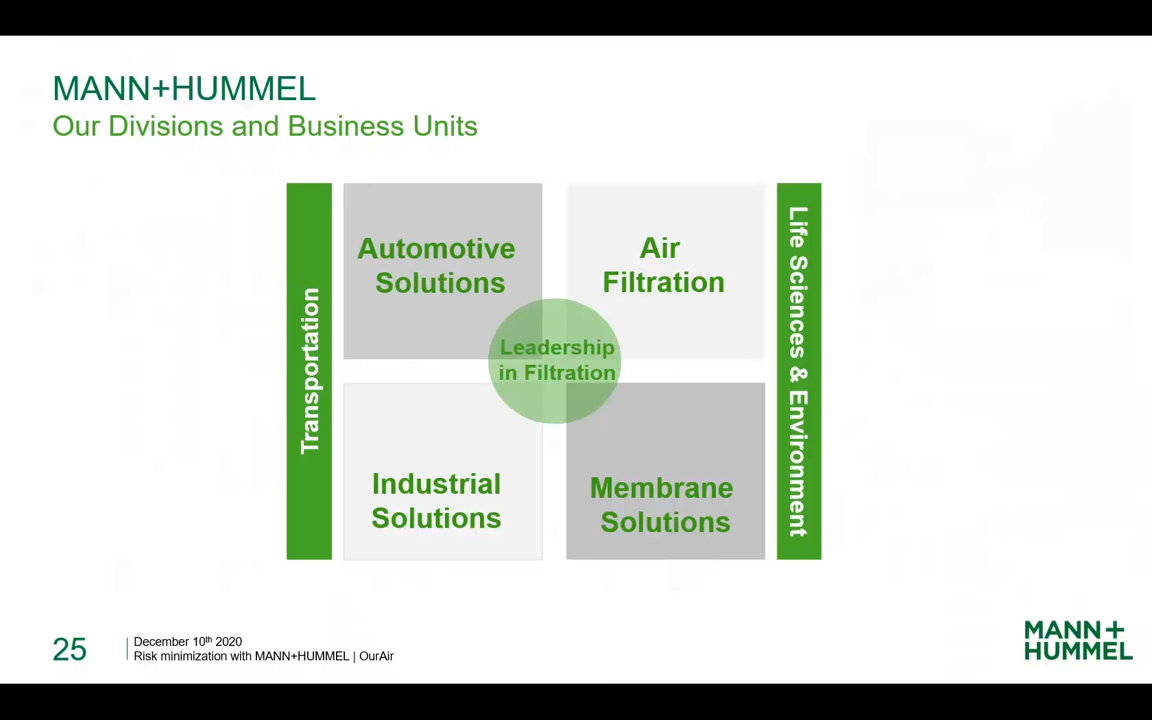 MANN+HUMMEL
Our Divisions and Business Units
Transportation
Automotive
Solutions
Air
Filtration
Leadership
in Filtration
Industrial
Solutions
Membrane
Solutions
Life Sciences & Environment
25
December 10th 2020
Risk minimization with MANN+HUMMEL | OurAir
MANN+
HUMMEL